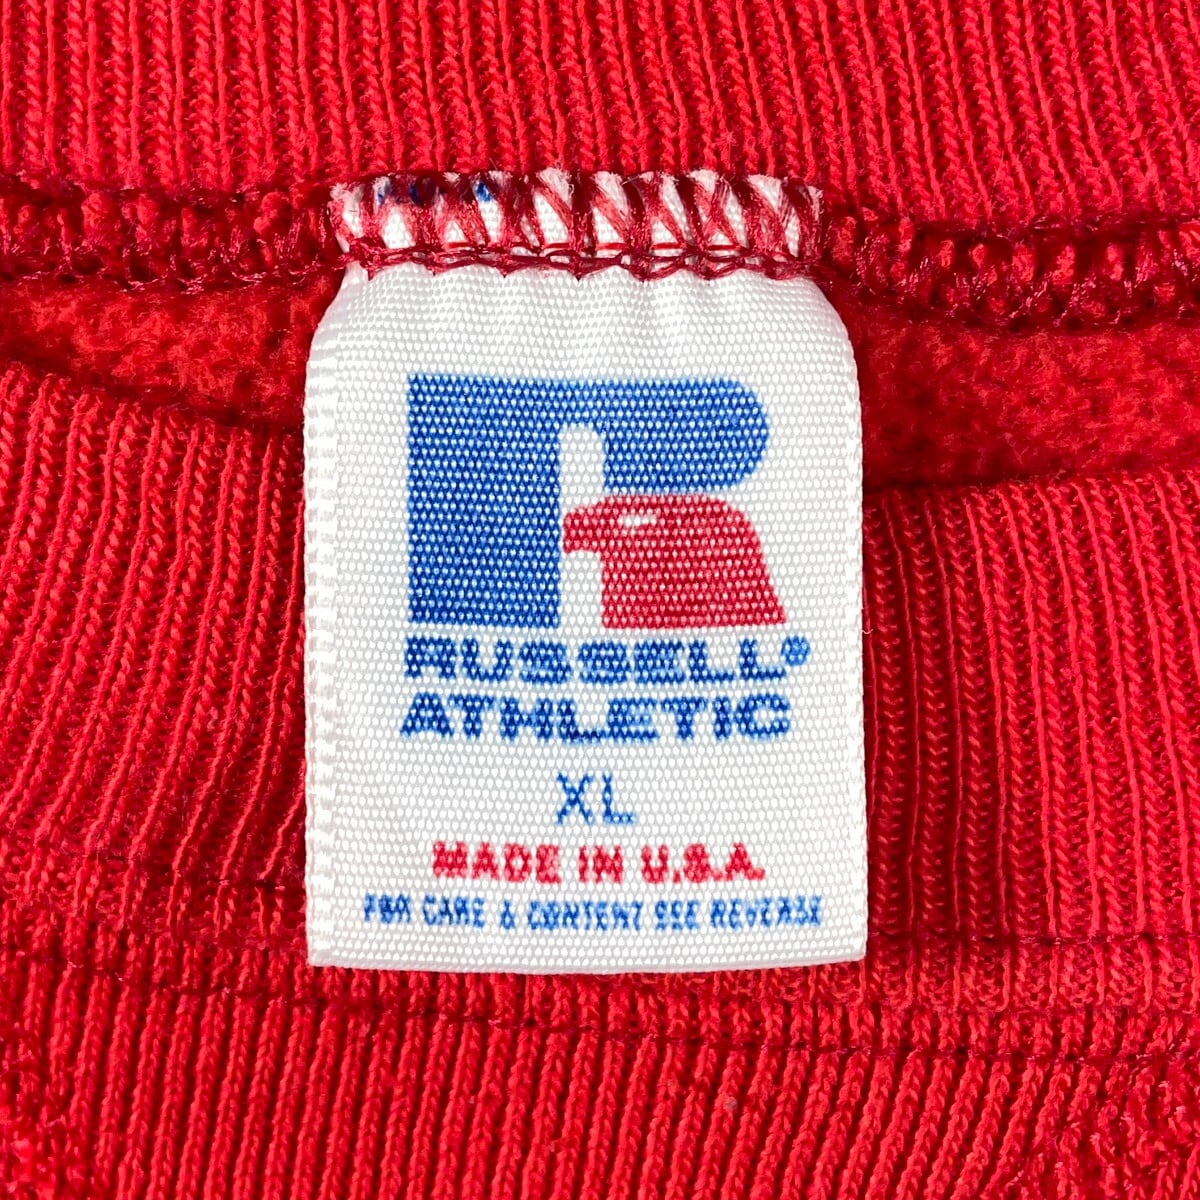 RUSSELL®
ATHLETIC
XL
MADE IN U.S.A.
FOR CARE & CONTENT SEE REVERSE